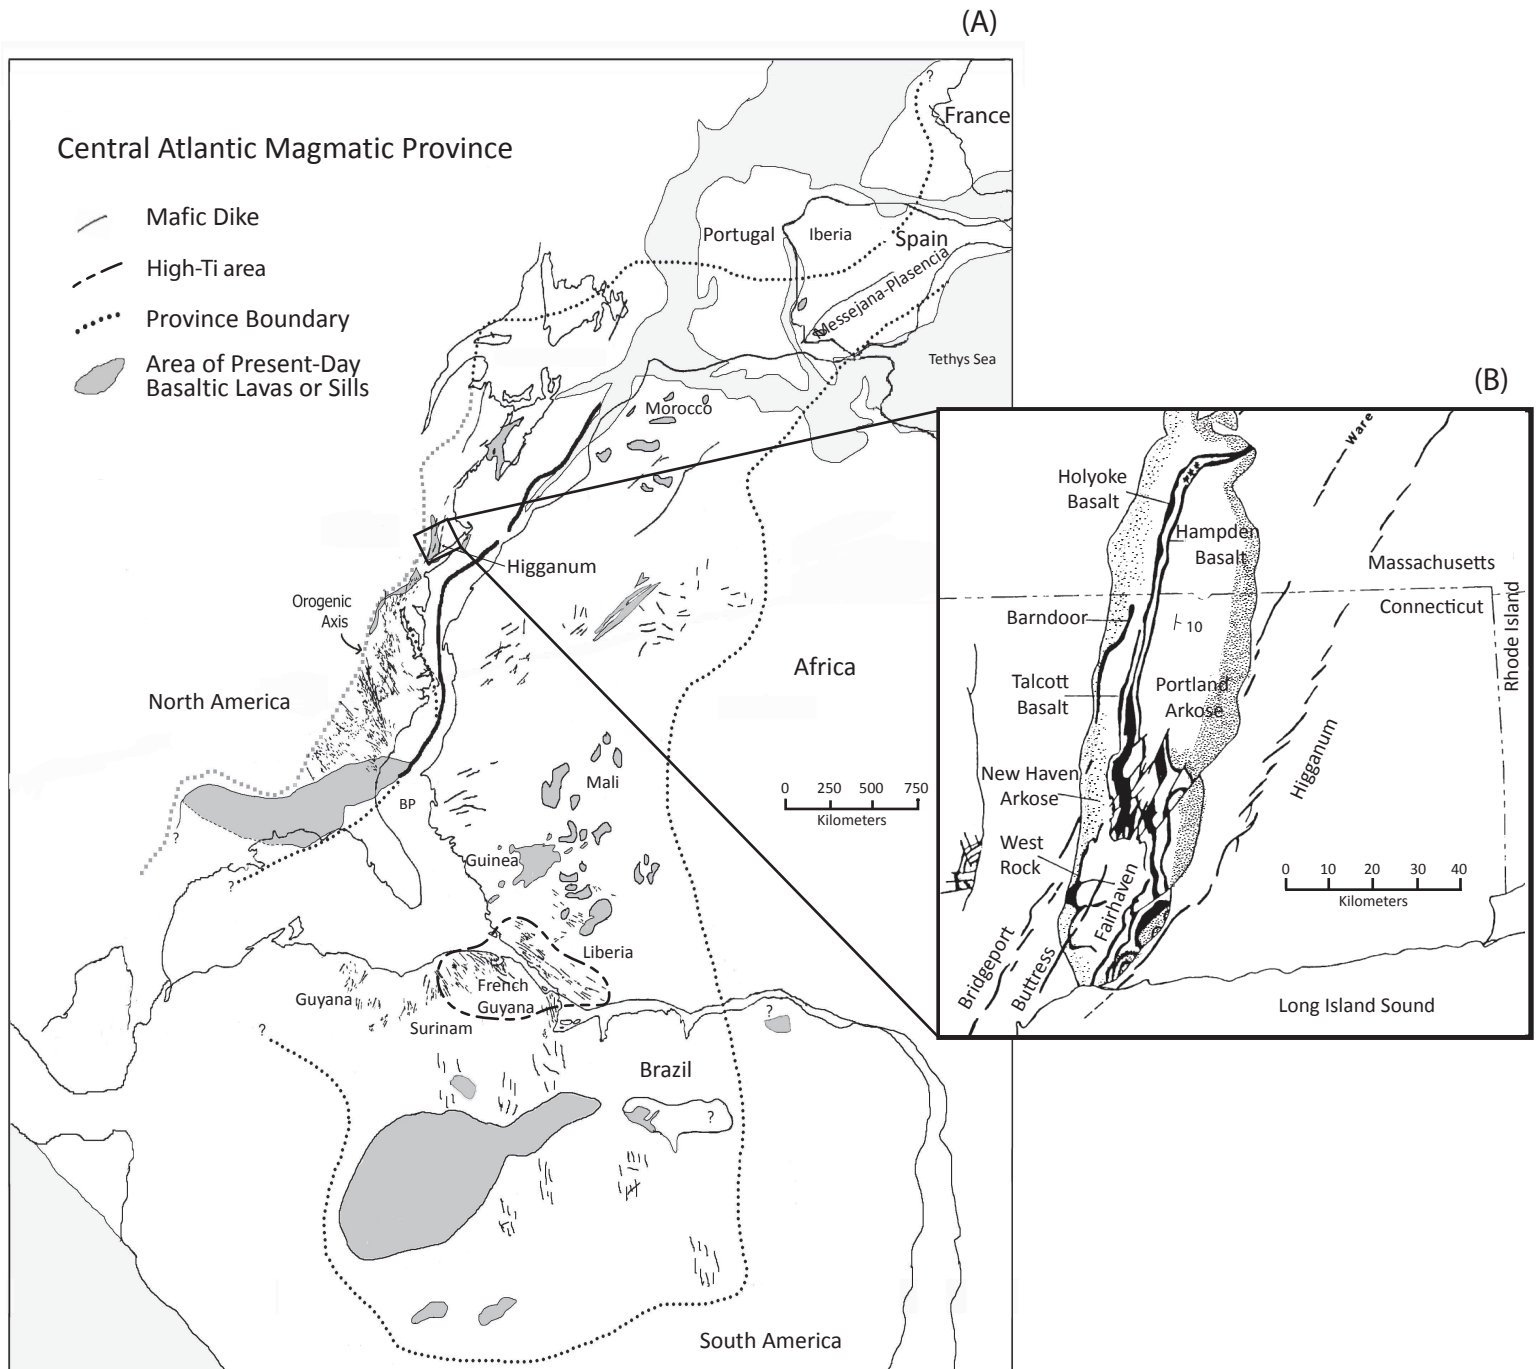 (A)
Central Atlantic Magmatic Province
Mafic Dike
High-Ti area
Province Boundary
Area of Present-Day
Basaltic Lavas or Sills
?
France
Portugal
Iberia
Spain
Messejana-Plasencia
Tethys Sea
Morocco
Higganum
Orogenic
Axis
North America
Africa
Mali
BP
0 250 500 750
Kilometers
Guinea
?
?
Liberia
French
Guyana
Guyana
Surinam
?
?
Brazil
?
South America
(B)
Ware
Holyoke
Basalt
Hampden
Basalt
Massachusetts
Connecticut
Rhode Island
Barndoor
10
Talcott
Basalt
Portland
Arkose
Higganum
New Haven
Arkose
West
Rock
Fairhaven
0 10 20 30 40
Kilometers
Bridgeport
Buttress
Long Island Sound